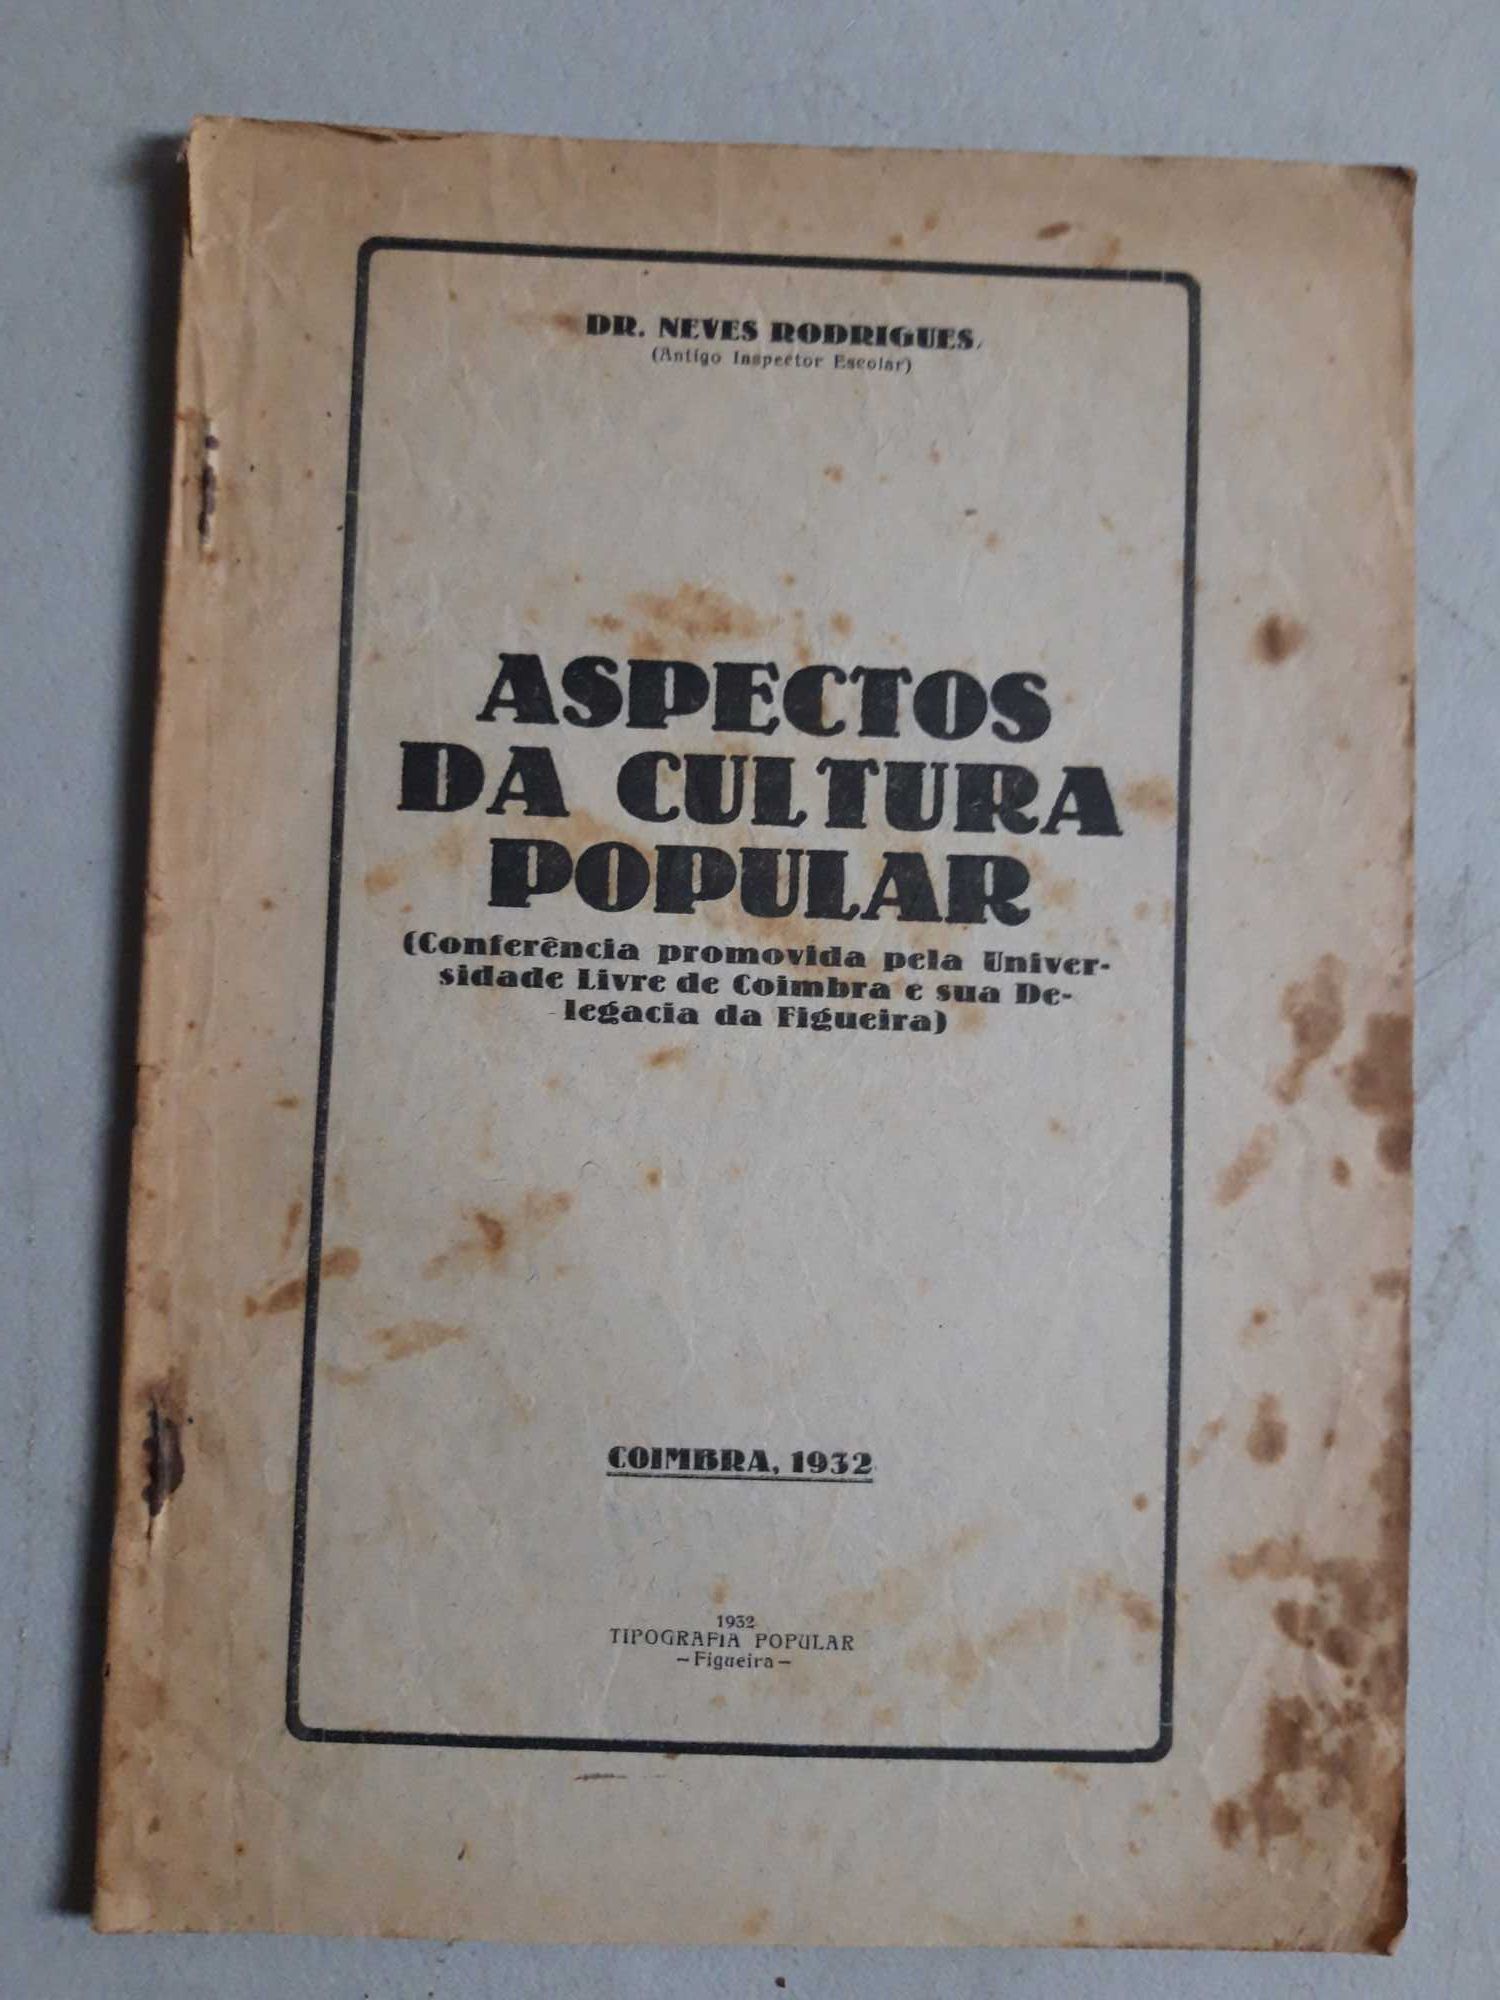 DR. NEVES RODRIGUES,
(Antigo Inspector Escolar)
ASPECTOS
DA CULTURA
POPULAR
(Conferência promovida pela Univer-
sidade Livre de Coimbra e sua De-
legacia da Figueira)
COIMBRA, 1932
1932
TIPOGRAFIA POPULAR
—Figueira—